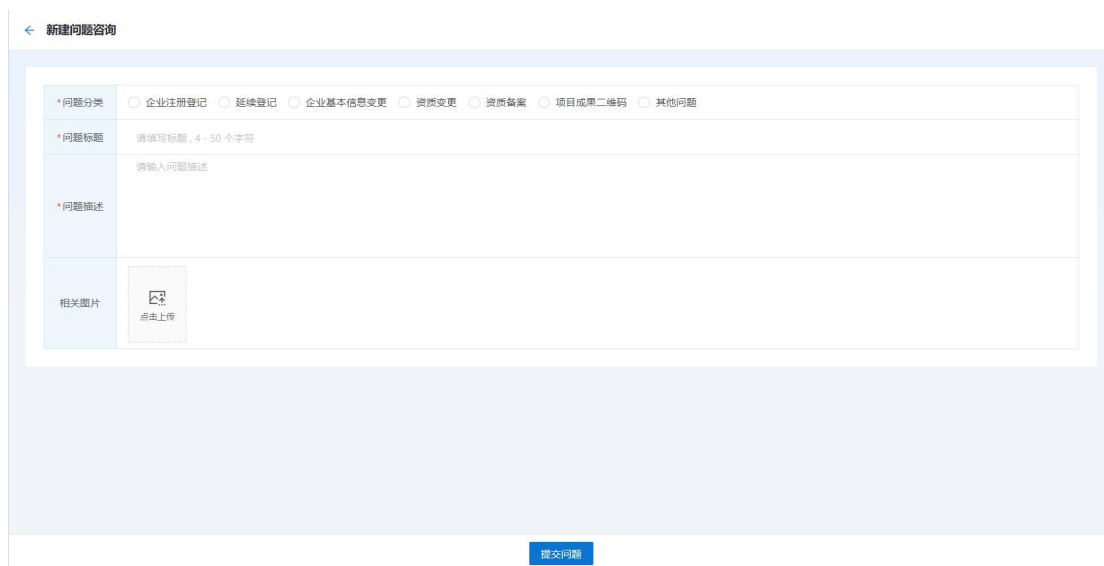 新建问题咨询
*问题分类 企业注册登记 延续登记 企业基本信息变更 资质变更 资质备案 项目成果二维码 其他问题
*问题标题 请填写标题,4-50个字符
请输入问题描述
*问题描述
相关图片
点击上传
提交问题